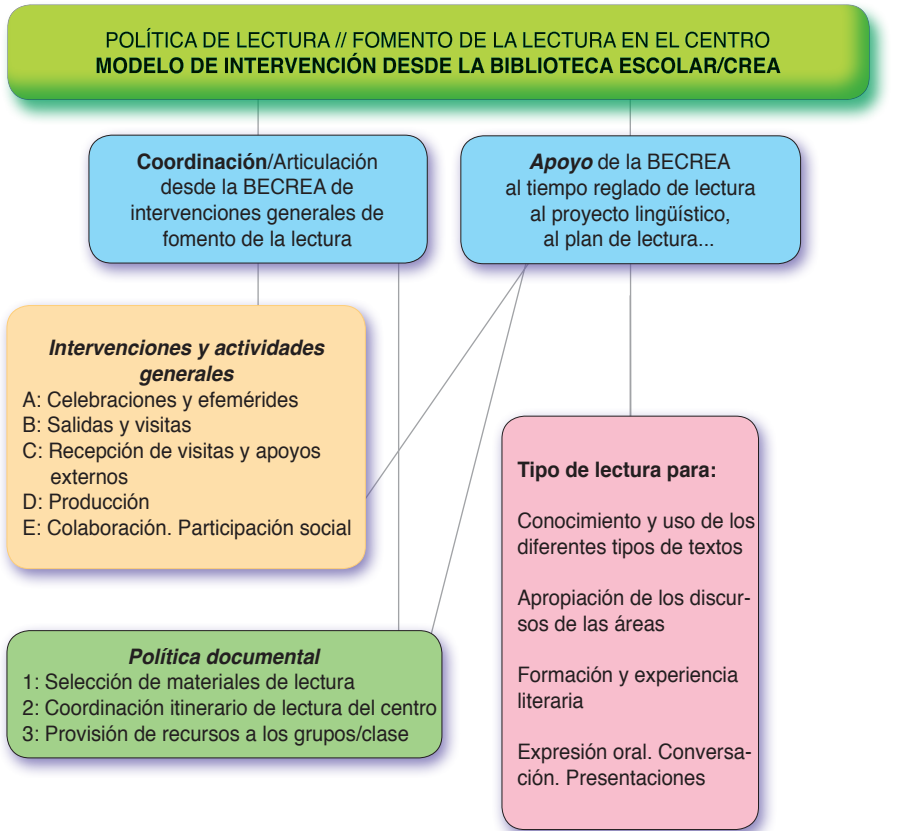 POLÍTICA DE LECTURA // FOMENTO DE LA LECTURA EN EL CENTRO
MODELO DE INTERVENCIÓN DESDE LA BIBLIOTECA ESCOLAR/CREA
Coordinación/Articulación
desde la BECREA de
intervenciones generales de
fomento de la lectura
Apoyo de la BECREA
al tiempo reglado de lectura
al proyecto lingüístico,
al plan de lectura...
Intervenciones y actividades
generales
A: Celebraciones y efemérides
B: Salidas y visitas
C: Recepción de visitas y apoyos
externos
D: Producción
E: Colaboración. Participación social
Política documental
1: Selección de materiales de lectura
2: Coordinación itinerario de lectura del centro
3: Provisión de recursos a los grupos/clase
Tipo de lectura para:
Conocimiento y uso de los
diferentes tipos de textos
Apropiación de los discur-
sos de las áreas
Formación y experiencia
literaria
Expresión oral. Conversa-
ción. Presentaciones